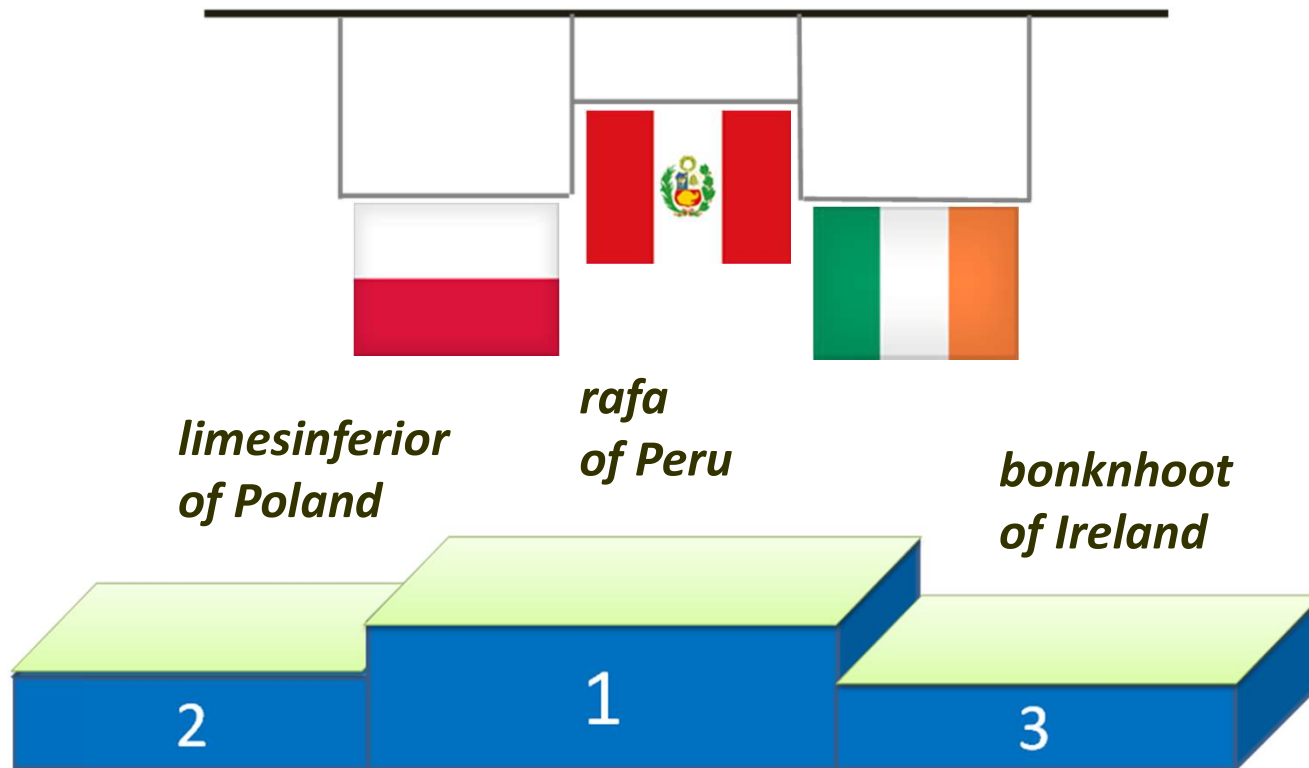 limesinferior
of Poland
rafa
of Peru
bonknhoot
of Ireland
2
1
3